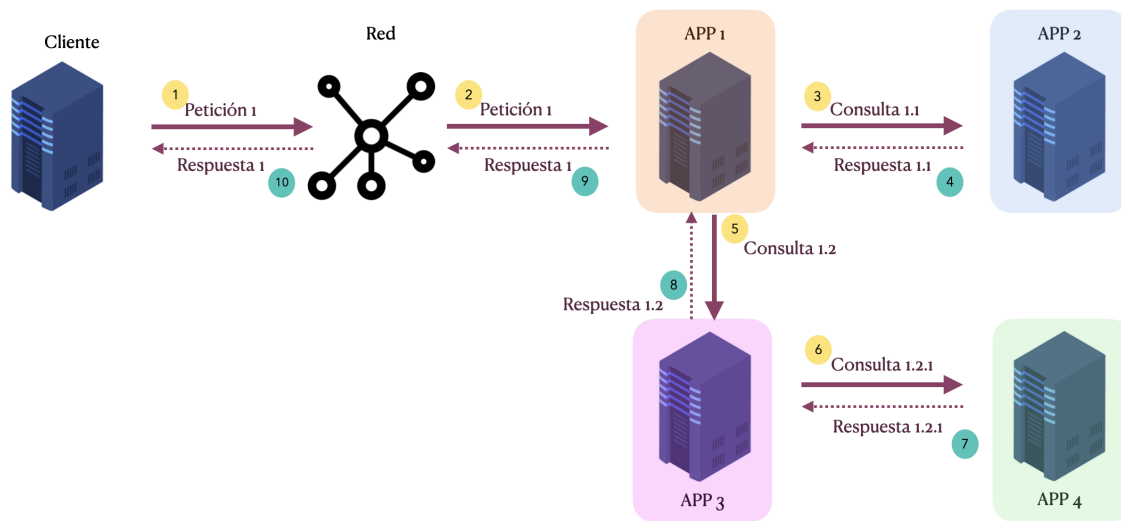 Cliente
Red
APP 1
APP 2
1
Petición 1
Respuesta 1
10
2
Petición 1
Respuesta 1
9
3
Consulta 1.1
Respuesta 1.1
4
5
Consulta 1.2
8
Respuesta 1.2
6
Consulta 1.2.1
Respuesta 1.2.1
7
APP 3
APP 4